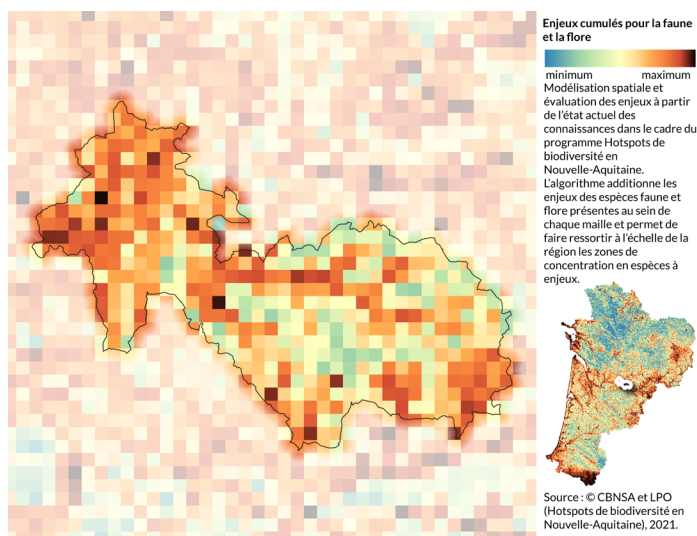 Enjeux cumulés pour la faune
et la flore
minimum maximum
Modélisation spatiale et
évaluation des enjeux à partir
de l'état actuel des
connaissances dans le cadre du
programme Hotspots de
biodiversité en
Nouvelle-Aquitaine.
L'algorithme additionne les
enjeux des espèces faune et
flore présentes au sein de
chaque maille et permet de
faire ressortir à l'échelle de la
région les zones de
concentration en espèces à
enjeux.
Source : © CBNSA et LPO
(Hotspots de biodiversité en
Nouvelle-Aquitaine), 2021.